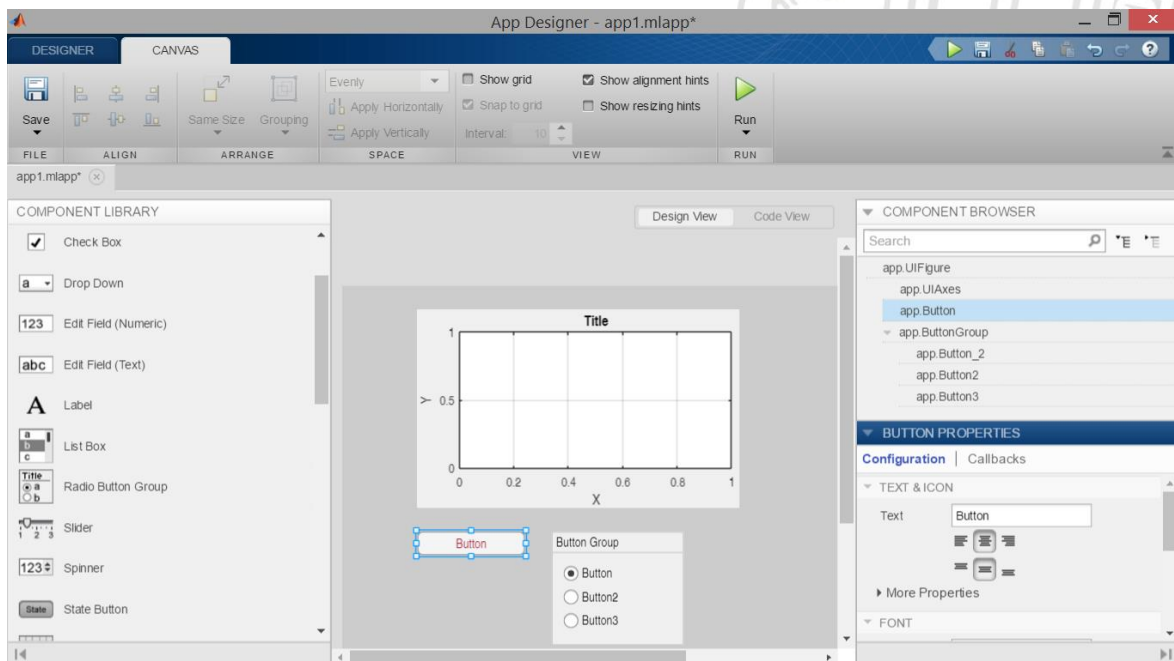 App Designer - app1.mlapp*
DESIGNER CANVAS
Evenly Show grid Show alignment hints
Save Same Size Grouping Apply Horizontally Snap to grid Show resizing hints Run
Apply Vertically Interval: 10
FILE ALIGN ARRANGE SPACE VIEW RUN
app1.mlapp*
COMPONENT LIBRARY
Check Box
a Drop Down
123 Edit Field (Numeric)
abc Edit Field (Text)
A Label
a
b
c
List Box
Title
a
b
Radio Button Group
1 2 3
Slider
123 Spinner
State State Button
Design View Code View
Title
1
Y 0.5
0
0 0.2 0.4 0.6 0.8 1
X
Button
Button Group
Button
Button2
Button3
COMPONENT BROWSER
Search
app.UIFigure
app.UIAxes
app.Button
app.ButtonGroup
app.Button_2
app.Button2
app.Button3
BUTTON PROPERTIES
Configuration | Callbacks
TEXT & ICON
Text Button
More Properties
FONT